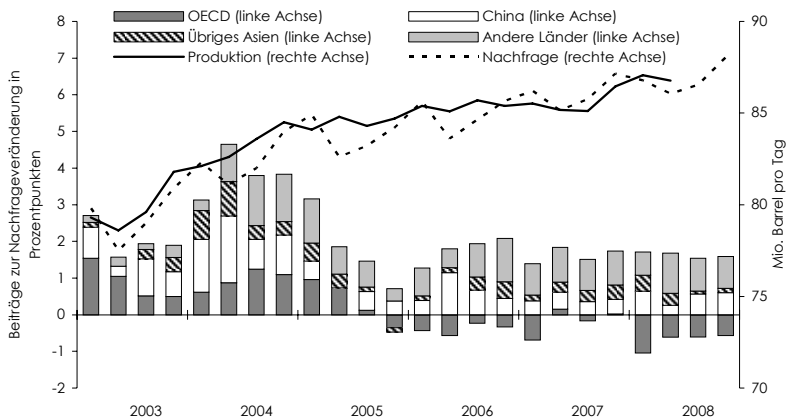 OECD (linke Achse)
China (linke Achse)
Übriges Asien (linke Achse)
Andere Länder (linke Achse)
Produktion (rechte Achse)
Nachfrage (rechte Achse)
Beiträge zur Nachfrageveränderung in
Prozentpunkten
8
7
6
5
4
3
2
1
0
-1
-2
90
85
80
75
70
Mio. Barrel pro Tag
2003 2004 2005 2006 2007 2008